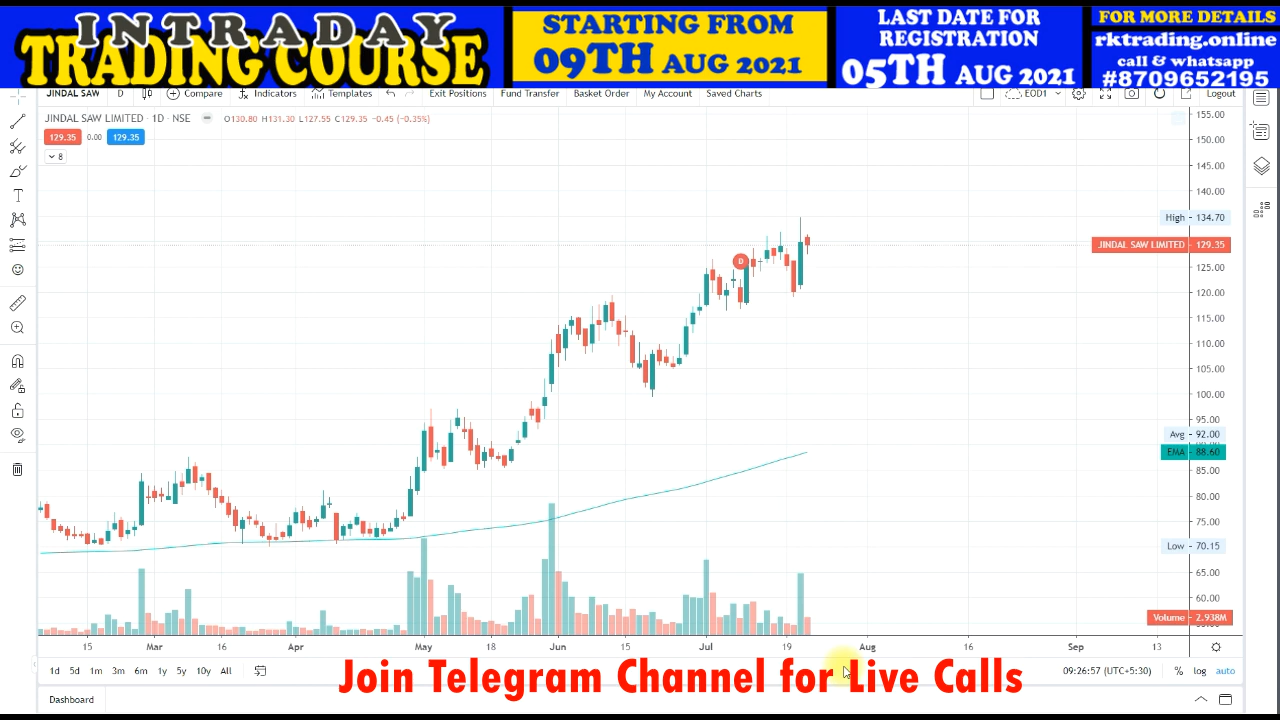 INTRADAY
TRADING COURSE
STARTING FROM
09TH AUG 2021
LAST DATE FOR
REGISTRATION
05TH AUG 2021
FOR MORE DETAILS
rktrading.online
call & whatsapp
#8709652195
JINDAL SAW D Compare Indicators Templates Exit Positions Fund Transfer Basket Order My Account Saved Charts EOD1 Logout
JINDAL SAW LIMITED · 1D · NSE O130.80 H131.30 L127.55 C129.35 -0.45 (-0.35%)
129.35 0.00 129.35
8
155.00
150.00
145.00
140.00
High - 134.70
JINDAL SAW LIMITED - 129.35
125.00
120.00
115.00
110.00
105.00
100.00
95.00
Avg - 92.00
EMA - 88.60
85.00
80.00
75.00
Low - 70.15
65.00
60.00
Volume - 2.938M
D
15 Mar 16 Apr 16 May 18 Jun 15 Jul 19 Aug 16 Sep 13
1d 5d 1m 3m 6m 1y 5y 10y All
09:26:57 (UTC+5:30) % log auto
Join Telegram Channel for Live Calls
Dashboard